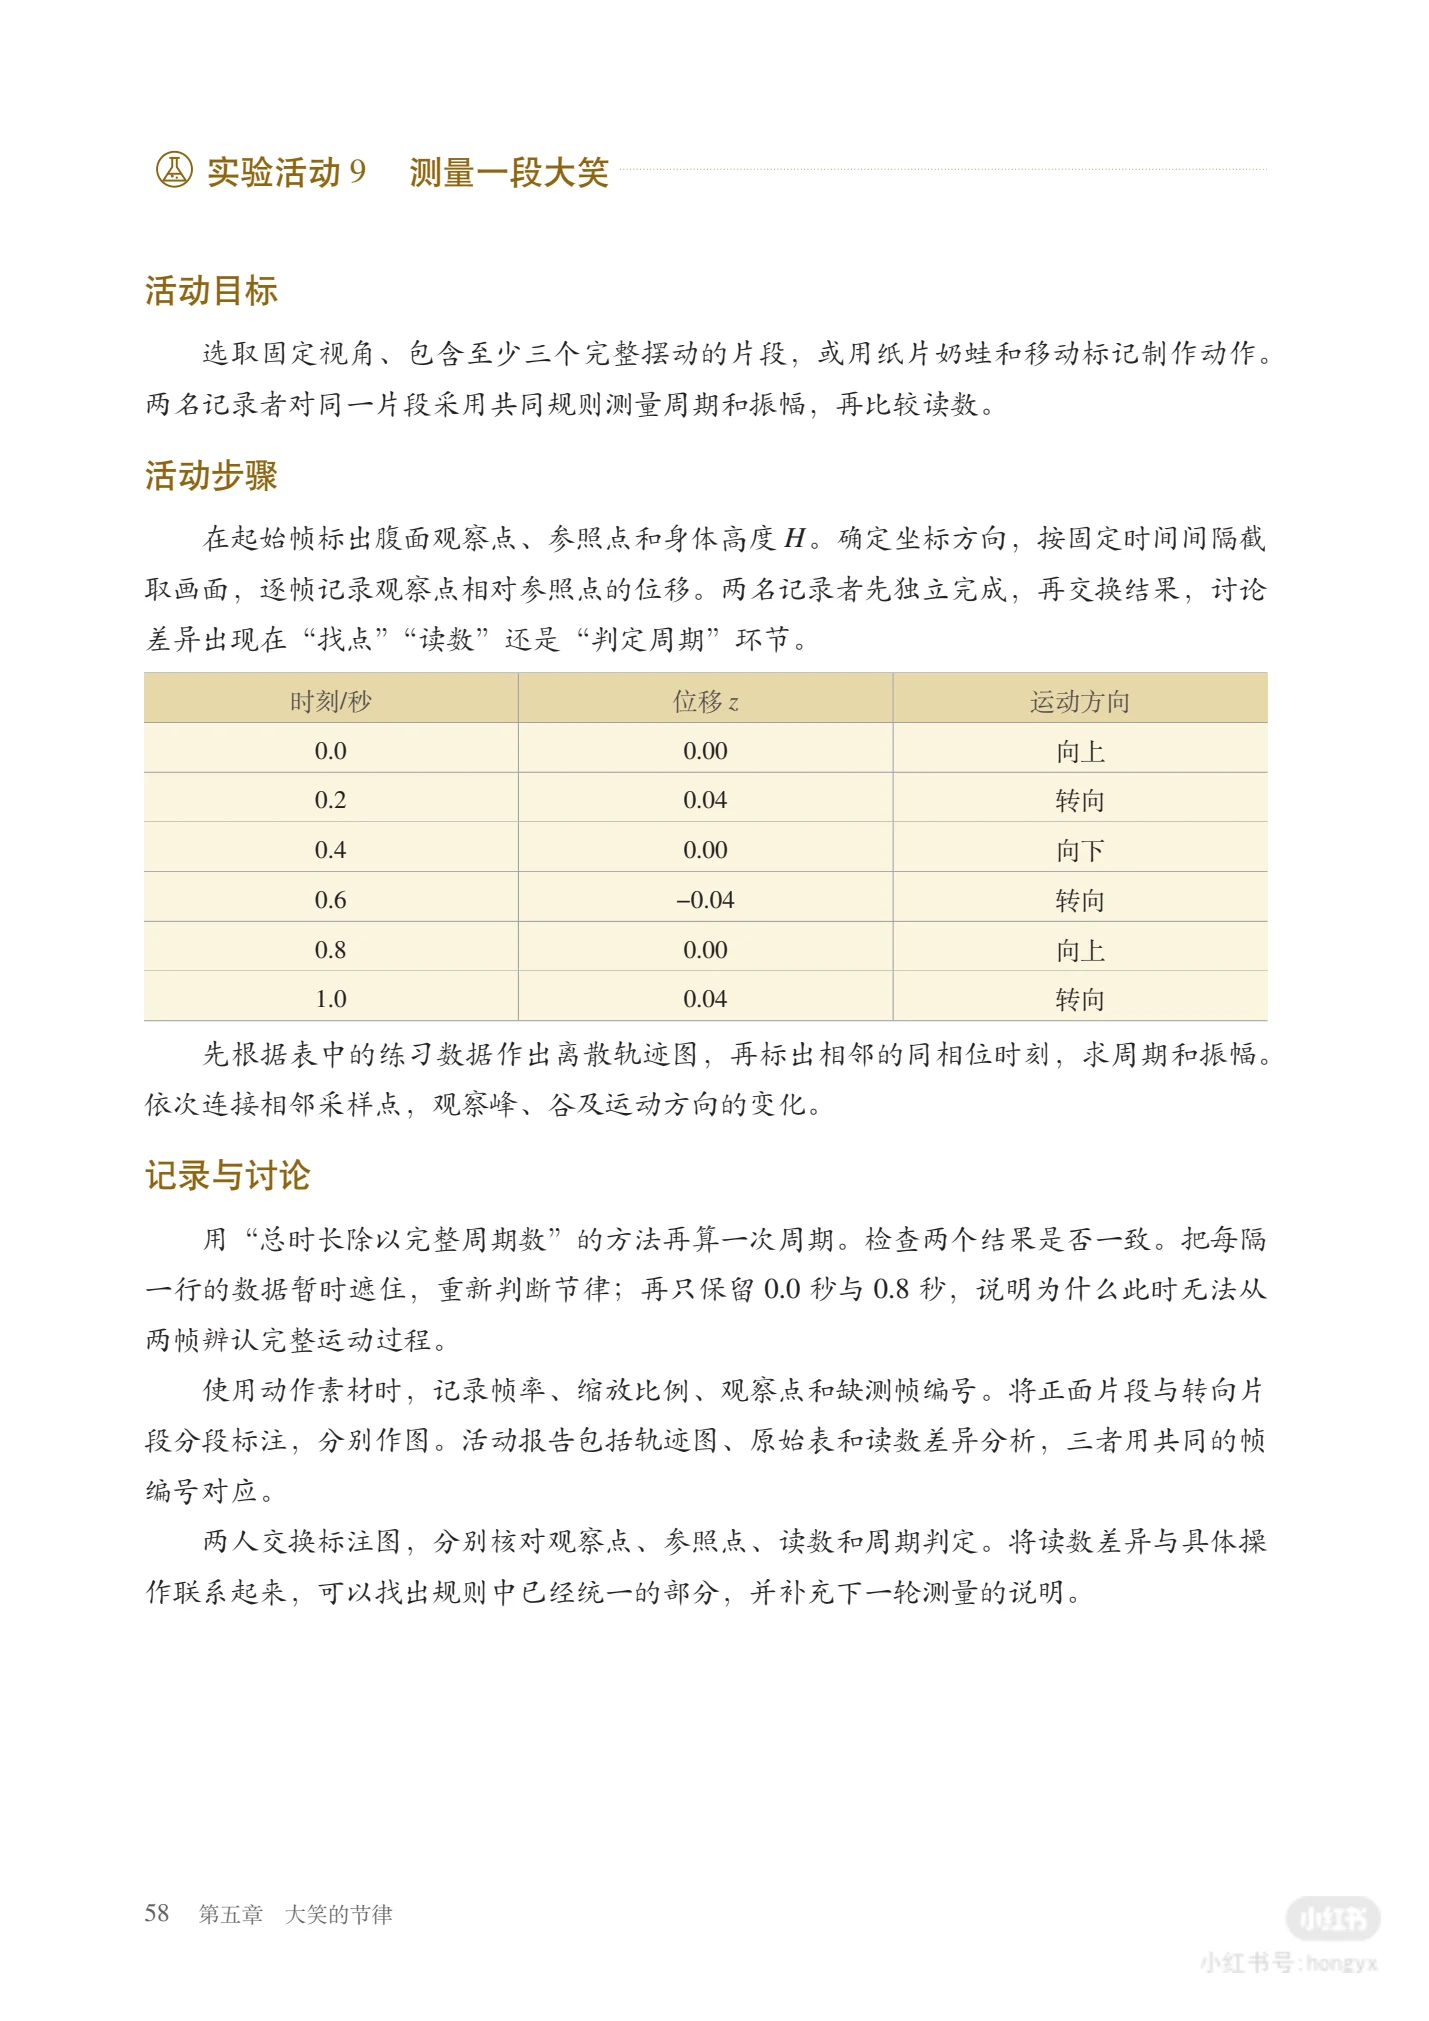 实验活动 9 测量一段大笑
活动目标
选取固定视角、包含至少三个完整摆动的片段，或用纸片奶蛙和移动标记制作动作。
两名记录者对同一片段采用共同规则测量周期和振幅，再比较读数。
活动步骤
在起始帧标出腹面观察点、参照点和身体高度 H。确定坐标方向，按固定时间间隔截
取画面，逐帧记录观察点相对参照点的位移。两名记录者先独立完成，再交换结果，讨论
差异出现在“找点”“读数”还是“判定周期”环节。
时刻/秒 位移 z 运动方向
0.0 0.00 向上
0.2 0.04 转向
0.4 0.00 向下
0.6 −0.04 转向
0.8 0.00 向上
1.0 0.04 转向
先根据表中的练习数据作出离散轨迹图，再标出相邻的同相位时刻，求周期和振幅。
依次连接相邻采样点，观察峰、谷及运动方向的变化。
记录与讨论
用“总时长除以完整周期数”的方法再算一次周期。检查两个结果是否一致。把每隔
一行的数据暂时遮住，重新判断节律；再只保留 0.0 秒与 0.8 秒，说明为什么此时无法从
两帧辨认完整运动过程。
使用动作素材时，记录帧率、缩放比例、观察点和缺测帧编号。将正面片段与转向片
段分段标注，分别作图。活动报告包括轨迹图、原始表和读数差异分析，三者用共同的帧
编号对应。
两人交换标注图，分别核对观察点、参照点、读数和周期判定。将读数差异与具体操
作联系起来，可以找出规则中已经统一的部分，并补充下一轮测量的说明。
58 第五章 大笑的节律
小红书
小红书号:hongyx